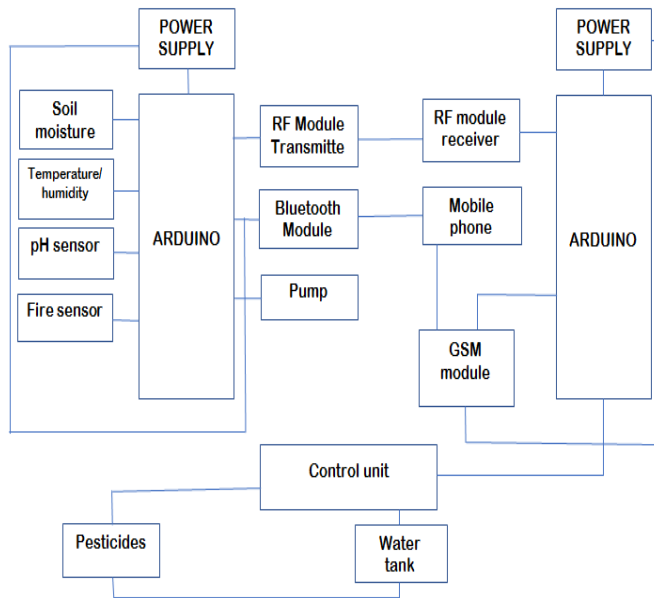 POWER
SUPPLY
POWER
SUPPLY
Soil
moisture
RF Module
Transmitte
RF module
receiver
Temperature/
humidity
Bluetooth
Module
Mobile
phone
ARDUINO
ARDUINO
pH sensor
Pump
Fire sensor
GSM
module
Control unit
Pesticides
Water
tank